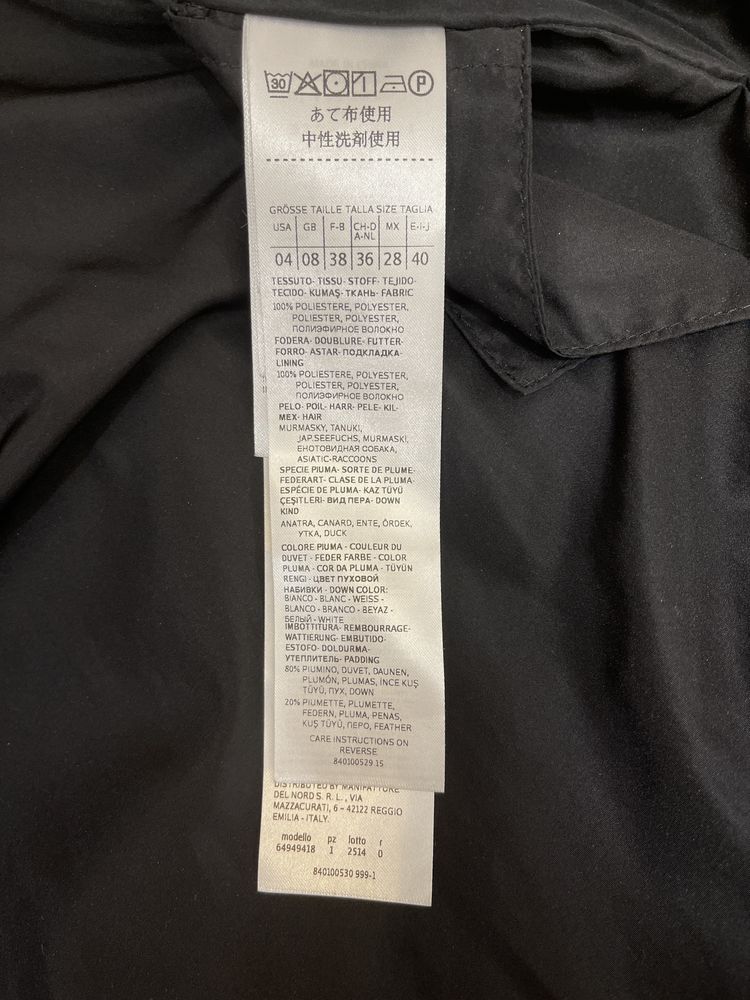 30
P
あて布使用
中性洗剤使用
GRÖSSE TAILLE TALLA SIZE TAGLIA
USA GB F-B CH-D A-NL MX E-I-J
04 08 38 36 28 40
TESSUTO- TISSU- STOFF- TEJIDO-
TECIDO- KUMAŞ- ТКАНЬ- FABRIC
100% POLIESTERE, POLYESTER,
POLIESTER, POLYESTER,
ПОЛИЭФИРНОЕ ВОЛОКНО
FODERA- DOUBLURE- FUTTER-
FORRO- ASTAR- ПОДКЛАДКА-
LINING
100% POLIESTERE, POLYESTER,
POLIESTER, POLYESTER,
ПОЛИЭФИРНОЕ ВОЛОКНО
PELO- POIL- HARR- PELE- KIL-
МЕХ- HAIR
MURMASKY, TANUKI,
JAP.SEEFUCHS, MURMASKI,
ЕНОТОВИДНАЯ СОБАКА,
ASIATIC-RACCOONS
SPECIE PIUMA- SORTE DE PLUME-
FEDERART- CLASE DE LA PLUMA-
ESPÉCIE DE PLUMA- KAZ TÜYÜ
ÇEŞITLERI- ВИД ПЕРА- DOWN
KIND
ANATRA, CANARD, ENTE, ÖRDEK,
УТКА, DUCK
COLORE PIUMA - COULEUR DU
DUVET - FEDER FARBE - COLOR
PLUMA - COR DA PLUMA - TÜYÜN
RENGI - ЦВЕТ ПУХОВОЙ
НАБИВКИ - DOWN COLOR:
BIANCO - BLANC - WEISS -
BLANCO - BRANCO - BEYAZ -
БЕЛЫЙ - WHITE
IMBOTTITURA- REMBOURRAGE-
WATTIERUNG- EMBUTIDO-
ESTOFO- DOLDURMA-
УТЕПЛИТЕЛЬ- PADDING
80% PIUMINO, DUVET, DAUNEN,
PLUMÓN, PLUMAS, INCE KUŞ
TÜYÜ, ПУХ, DOWN
20% PIUMETTE, PLUMETTE,
FEDERN, PLUMA, PENAS,
KUŞ TÜYÜ, ПЕРО, FEATHER
CARE INSTRUCTIONS ON
REVERSE
840100529 15
DISTRIBUTED BY MANIFATTURE
DEL NORD S. R. L., VIA
MAZZACURATI, 6 - 42122 REGGIO
EMILIA - ITALY.
modello pz lotto r
64949418 1 2514 0
840100530 999-1